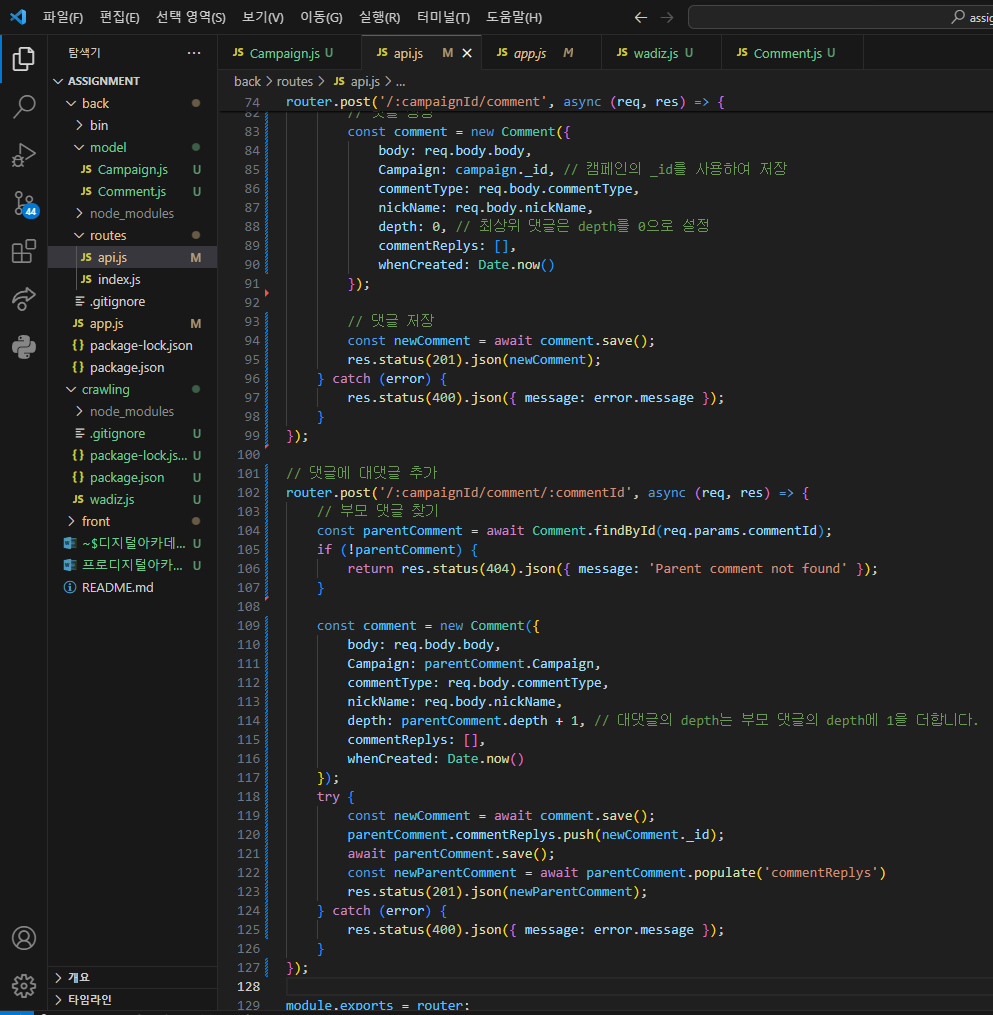 파일(F) 편집(E) 선택 영역(S) 보기(V) 이동(G) 실행(R) 터미널(T) 도움말(H)
assig
탐색기 ...
ASSIGNMENT
back
bin
model
JS Campaign.js U
JS Comment.js U
node_modules
routes
JS api.js M
JS index.js
.gitignore
JS app.js M
{} package-lock.json
{} package.json
crawling
node_modules
.gitignore U
{} package-lock.js... U
{} package.json U
JS wadiz.js U
front
~$디지털아카데... U
프로디지털아카... U
README.md
개요
타임라인
44
JS Campaign.js U JS api.js M JS app.js M JS wadiz.js U JS Comment.js U
back > routes > JS api.js > ...
74 router.post('/:campaignId/comment', async (req, res) => {
82 // 댓글 생성
83 const comment = new Comment({
84 body: req.body.body,
85 Campaign: campaign._id, // 캠페인의 _id를 사용하여 저장
86 commentType: req.body.commentType,
87 nickName: req.body.nickName,
88 depth: 0, // 최상위 댓글은 depth를 0으로 설정
89 commentReplys: [],
90 whenCreated: Date.now()
91 });
92
93 // 댓글 저장
94 const newComment = await comment.save();
95 res.status(201).json(newComment);
96 } catch (error) {
97 res.status(400).json({ message: error.message });
98 }
99 });
100
101 // 댓글에 대댓글 추가
102 router.post('/:campaignId/comment/:commentId', async (req, res) => {
103 // 부모 댓글 찾기
104 const parentComment = await Comment.findById(req.params.commentId);
105 if (!parentComment) {
106 return res.status(404).json({ message: 'Parent comment not found' });
107 }
108
109 const comment = new Comment({
110 body: req.body.body,
111 Campaign: parentComment.Campaign,
112 commentType: req.body.commentType,
113 nickName: req.body.nickName,
114 depth: parentComment.depth + 1, // 대댓글의 depth는 부모 댓글의 depth에 1을 더합니다.
115 commentReplys: [],
116 whenCreated: Date.now()
117 });
118 try {
119 const newComment = await comment.save();
120 parentComment.commentReplys.push(newComment._id);
121 await parentComment.save();
122 const newParentComment = await parentComment.populate('commentReplys')
123 res.status(201).json(newParentComment);
124 } catch (error) {
125 res.status(400).json({ message: error.message });
126 }
127 });
128
129 module.exports = router;